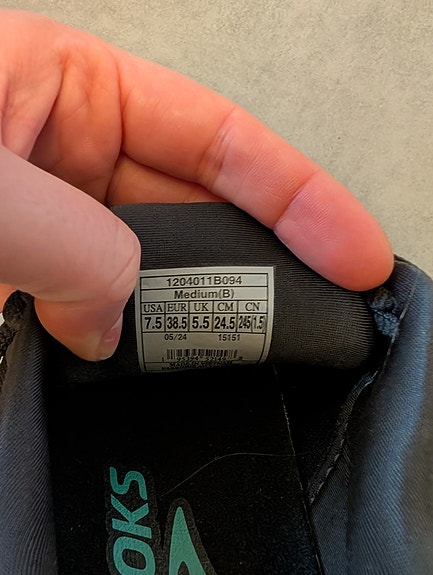 1204011B094
Medium(B)
USA EUR UK CM CN
7.5 38.5 5.5 24.5 245(1.5)
05/24 15151
OKS